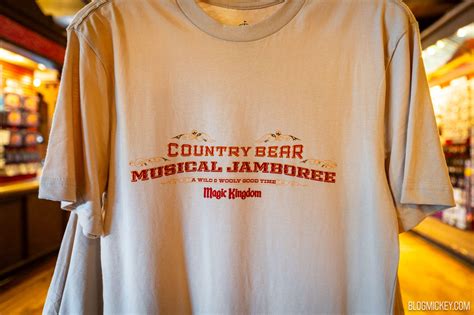 COUNTRY BEAR
MUSICAL JAMBOREE
A WILD & WOOLY GOOD TIME
Magic Kingdom
BLOGMICKEY.COM